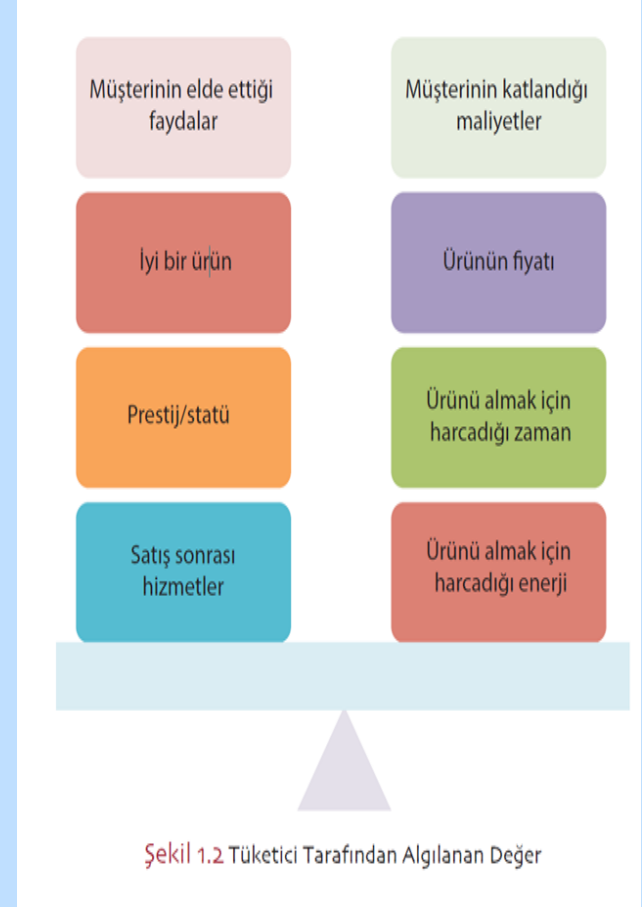 Müşterinin elde ettiği
faydalar
İyi bir ürün
Prestij/statü
Satış sonrası
hizmetler
Müşterinin katlandığı
maliyetler
Ürünün fiyatı
Ürünü almak için
harcadığı zaman
Ürünü almak için
harcadığı enerji
Şekil 1.2 Tüketici Tarafından Algılanan Değer